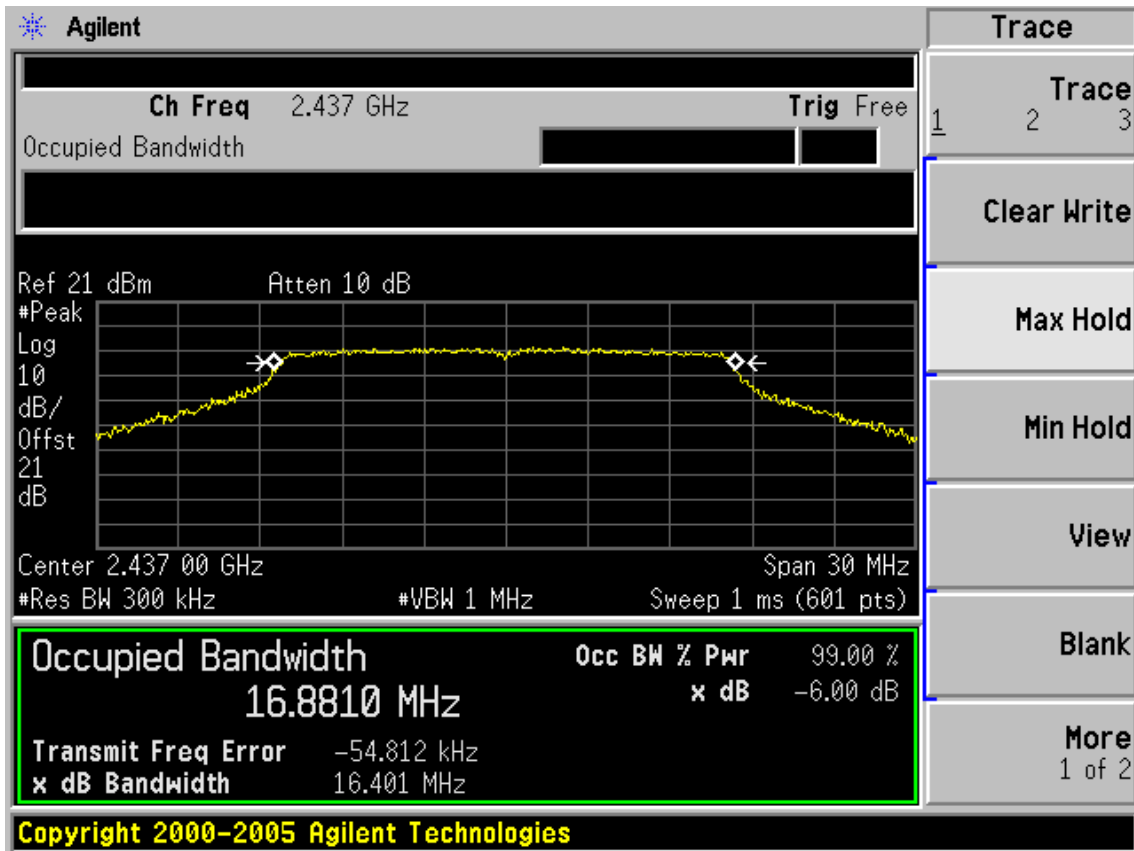 Agilent
Trace
Ch Freq 2.437 GHz Trig Free
Occupied Bandwidth
Trace
1 2 3
Clear Write
Max Hold
Min Hold
View
Blank
More
1 of 2
Ref 21 dBm Atten 10 dB
#Peak
Log
10
dB/
Offst
21
dB
Center 2.437 00 GHz Span 30 MHz
#Res BW 300 kHz #VBW 1 MHz Sweep 1 ms (601 pts)
Occupied Bandwidth Occ BW % Pwr 99.00 %
16.8810 MHz x dB -6.00 dB
Transmit Freq Error -54.812 kHz
x dB Bandwidth 16.401 MHz
Copyright 2000-2005 Agilent Technologies